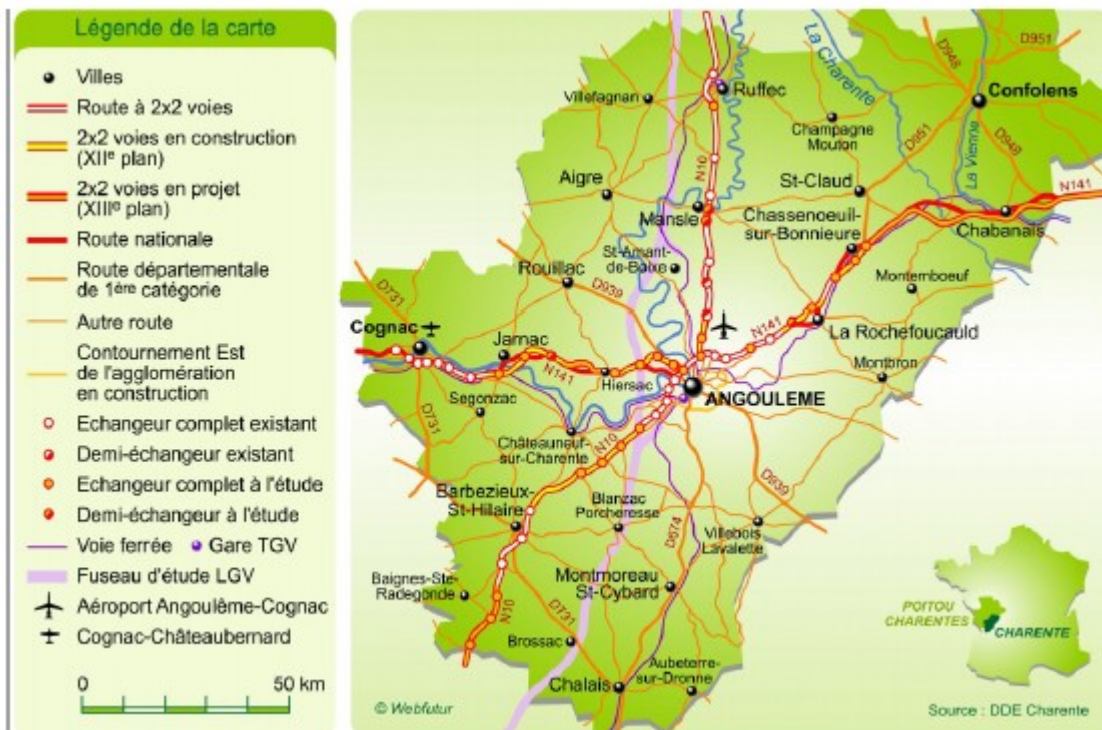 Légende de la carte
Villes
Route à 2x2 voies
2x2 voies en construction
(XIIe plan)
2x2 voies en projet
(XIIIe plan)
Route nationale
Route départementale
de 1ère catégorie
Autre route
Contournement Est
de l'agglomération
en construction
Echangeur complet existant
Demi-échangeur existant
Echangeur complet à l'étude
Demi-échangeur à l'étude
Voie ferrée
Gare TGV
Fuseau d'étude LGV
Aéroport Angoulême-Cognac
Cognac-Châteaubernard
0
50 km
La Charente
D948
D951
Confolens
Ruffec
Villefagnan
Champagne
Mouton
D951
La Vienne
D948
N10
Aigre
St-Claud
N141
Mansle
Chassenoeuil
-sur-Bonnieure
Chabanais
St-Amant-
de-Boixe
Rouillac
Montemboeuf
D731
D939
Cognac
N141
La Rochefoucauld
Jarnac
N141
Hiersac
Montbron
ANGOULEME
Segonzac
D731
Châteauneuf
-sur-Charente
N10
D939
Barbezieux-
St-Hilaire
Blanzac
Porcheresse
D674
Villebois
Lavalette
Baignes-Ste-
Radegonde
Montmoreau
St-Cybard
N10
D731
Brossac
Aubeterre
-sur-Dronne
Chalais
POITOU
CHARENTES
CHARENTE
© Webfutur
Source : DDE Charente